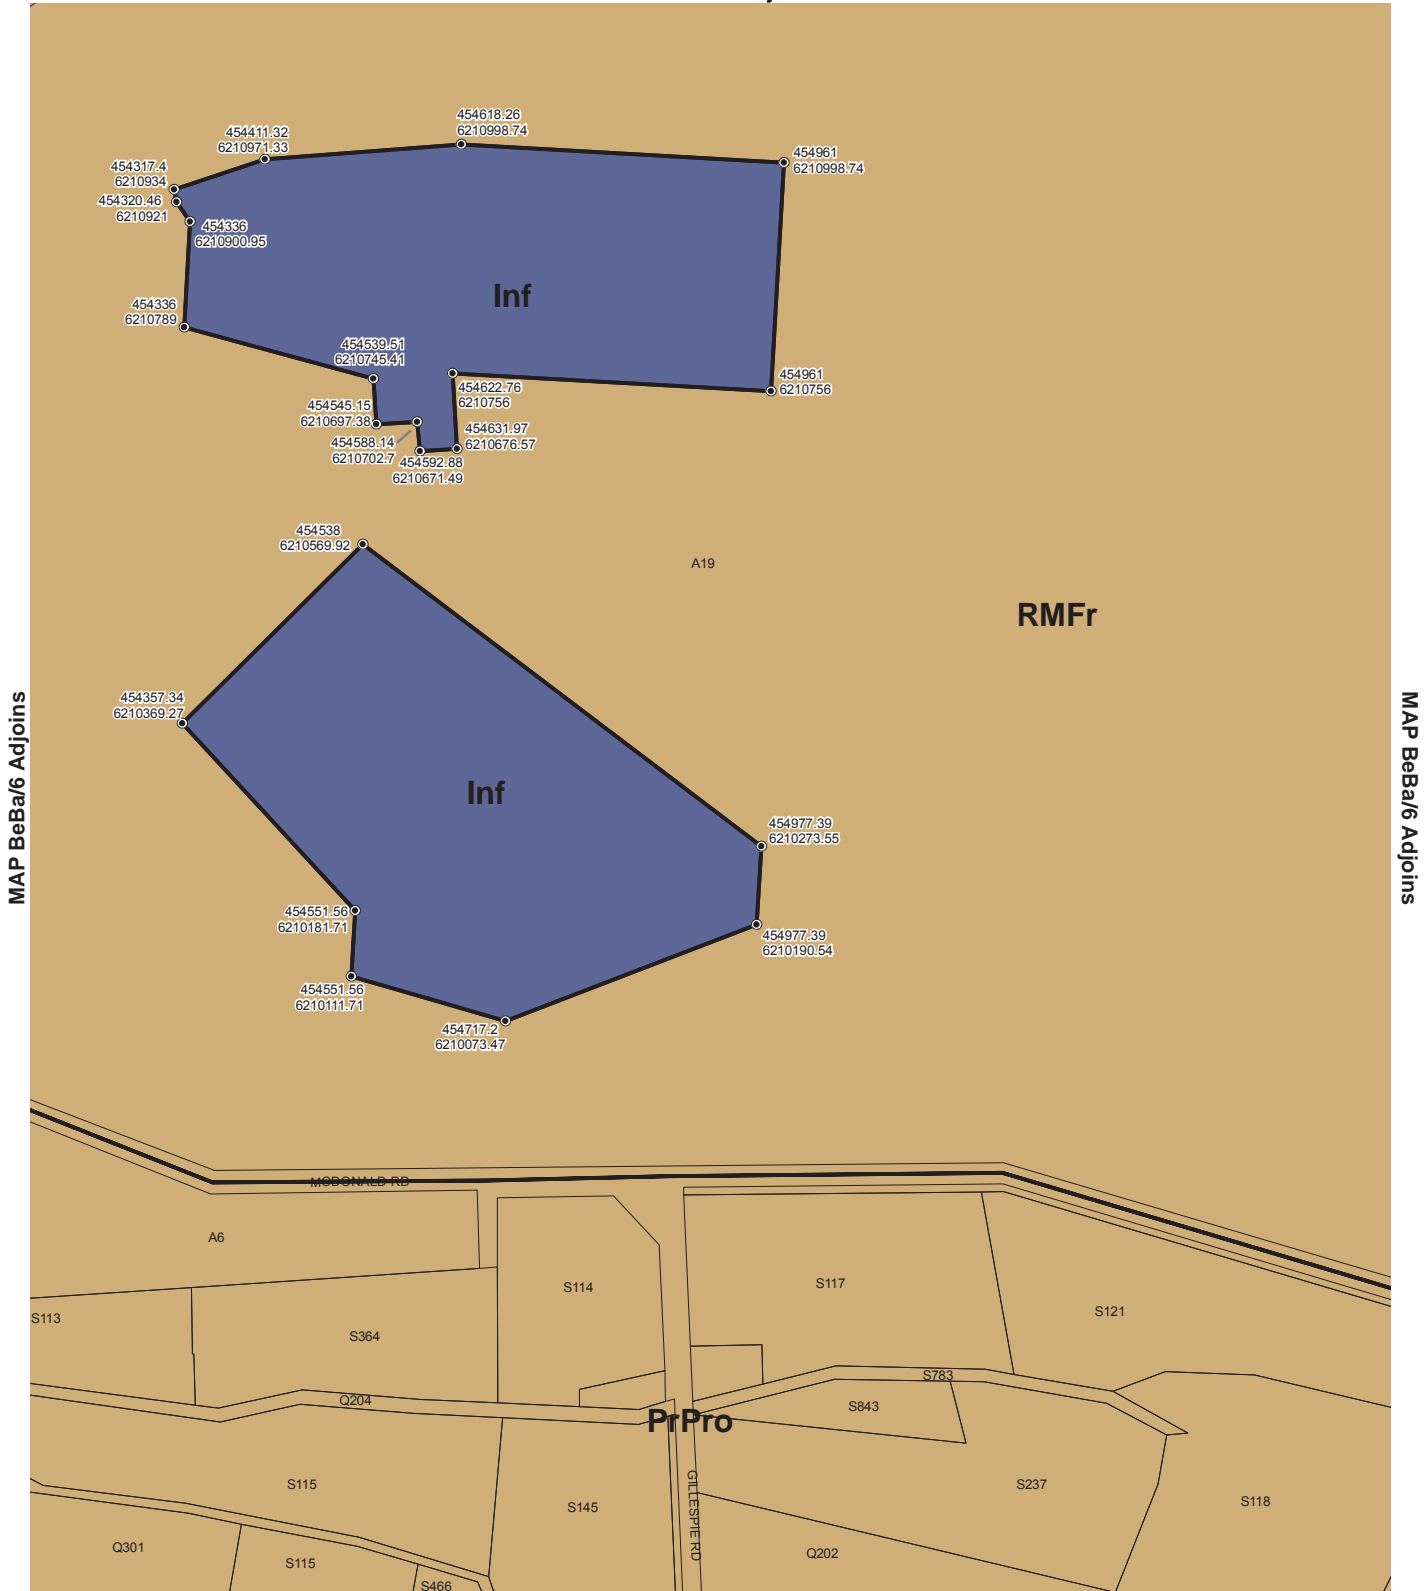 454618.26
6210998.74
454411.32
6210971.33
454961
6210998.74
454317.4
6210934
454320.46
6210921
454336
6210900.95
Inf
454336
6210789
454539.51
6210745.41
454961
6210756
454622.76
6210756
454545.15
6210697.38
454631.97
6210676.57
454588.14
6210702.7
454592.88
6210671.49
454538
6210569.92
A19
RMFr
454357.34
6210369.27
MAP BeBa/6 Adjoins
MAP BeBa/6 Adjoins
Inf
454977.39
6210273.55
454551.56
6210181.71
454977.39
6210190.54
454551.56
6210111.71
454717.2
6210073.47
MCDONALD RD
A6
S114
S117
S121
S113
S364
S783
Q204
S843
PrPro
S115
S145
GILLESPIE RD
S237
S118
Q301
S115
Q202
S466